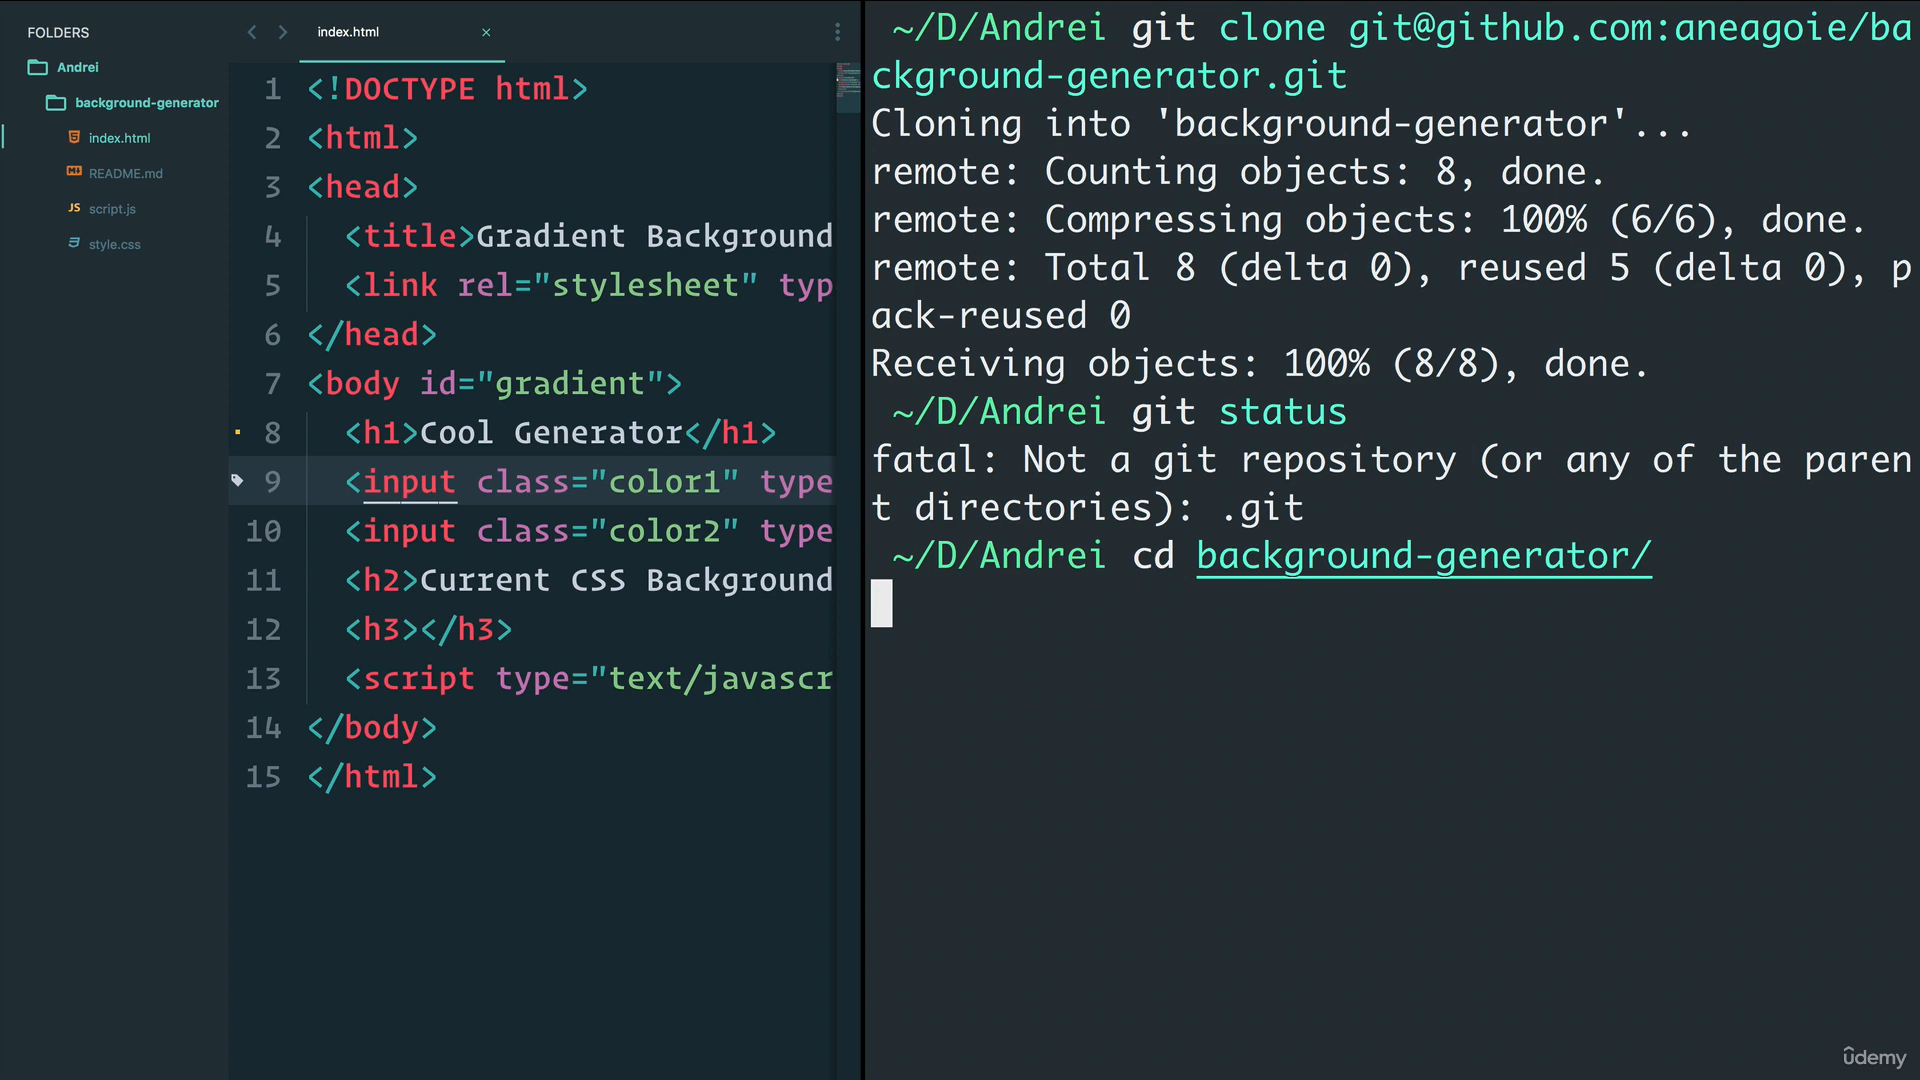 FOLDERS
Andrei
background-generator
index.html
README.md
JS script.js
style.css
index.html
1 <!DOCTYPE html>
2 <html>
3 <head>
4 <title>Gradient Background
5 <link rel="stylesheet" typ
6 </head>
7 <body id="gradient">
8 <h1>Cool Generator</h1>
9 <input class="color1" type
10 <input class="color2" type
11 <h2>Current CSS Background
12 <h3></h3>
13 <script type="text/javascr
14 </body>
15 </html>
~/D/Andrei git clone git@github.com:aneagoie/ba
ckground-generator.git
Cloning into 'background-generator'...
remote: Counting objects: 8, done.
remote: Compressing objects: 100% (6/6), done.
remote: Total 8 (delta 0), reused 5 (delta 0), p
ack-reused 0
Receiving objects: 100% (8/8), done.
~/D/Andrei git status
fatal: Not a git repository (or any of the paren
t directories): .git
~/D/Andrei cd background-generator/
ûdemy